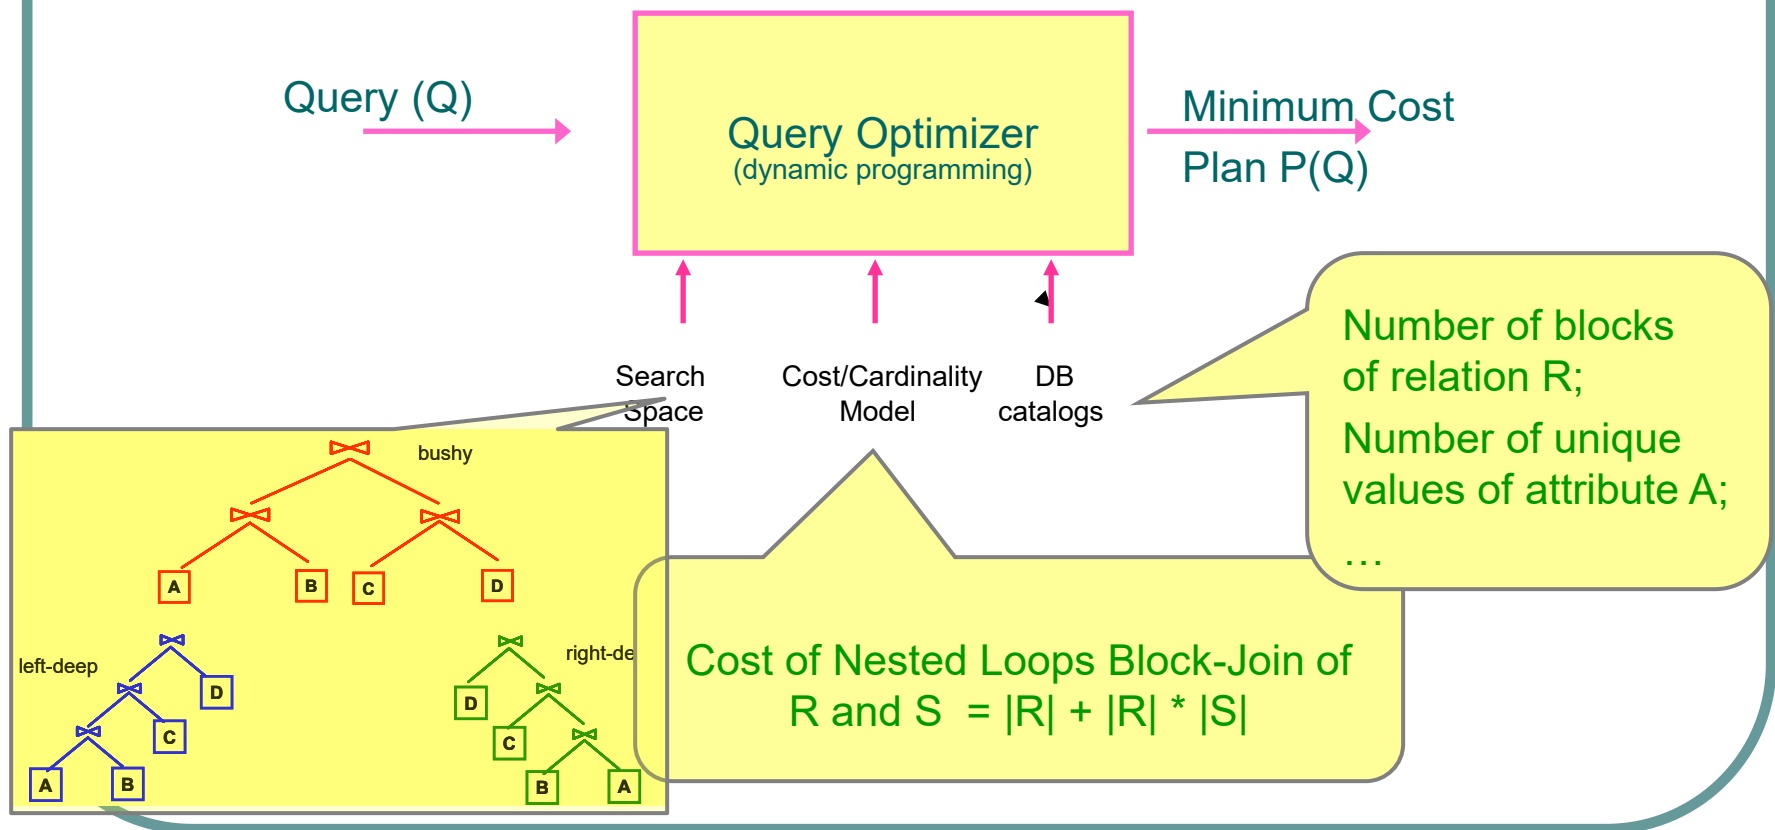 Query (Q)
Query Optimizer
(dynamic programming)
Minimum Cost
Plan P(Q)
Search
Space
Cost/Cardinality
Model
DB
catalogs
Number of blocks
of relation R;
Number of unique
values of attribute A;
…
bushy
A
B
C
D
left-deep
D
C
A
B
right-de
D
C
B
A
Cost of Nested Loops Block-Join of
R and S = |R| + |R| * |S|